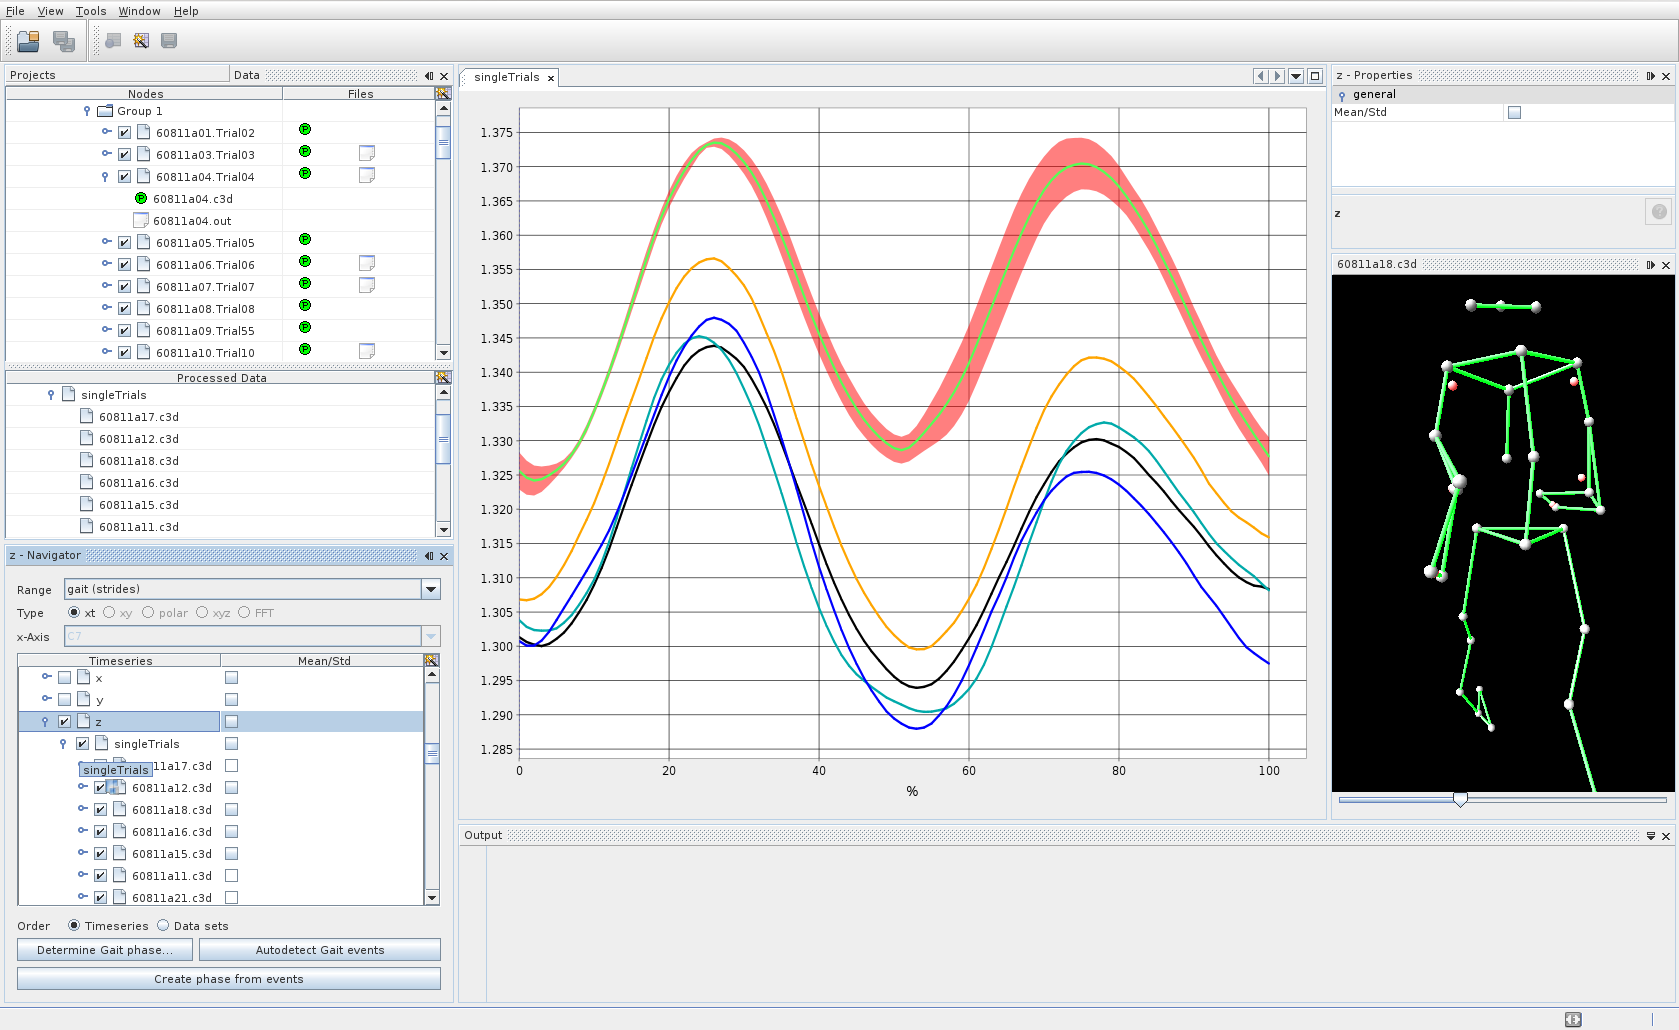 File View Tools Window Help
Projects
Data
Nodes Files
Group 1
60811a01.Trial02
60811a03.Trial03
60811a04.Trial04
60811a04.c3d
60811a04.out
60811a05.Trial05
60811a06.Trial06
60811a07.Trial07
60811a08.Trial08
60811a09.Trial55
60811a10.Trial10
Processed Data
singleTrials
60811a17.c3d
60811a12.c3d
60811a18.c3d
60811a16.c3d
60811a15.c3d
60811a11.c3d
z - Navigator
Range gait (strides)
Type xt xy polar xyz FFT
x-Axis C7
Timeseries Mean/Std
x
y
z
singleTrials
11a17.c3d
singleTrials
60811a12.c3d
60811a18.c3d
60811a16.c3d
60811a15.c3d
60811a11.c3d
60811a21.c3d
Order Timeseries Data sets
Determine Gait phase... Autodetect Gait events
Create phase from events
singleTrials
1.375
1.370
1.365
1.360
1.355
1.350
1.345
1.340
1.335
1.330
1.325
1.320
1.315
1.310
1.305
1.300
1.295
1.290
1.285
0 20 40 60 80 100
%
Output
z - Properties
general
Mean/Std
z
?
60811a18.c3d